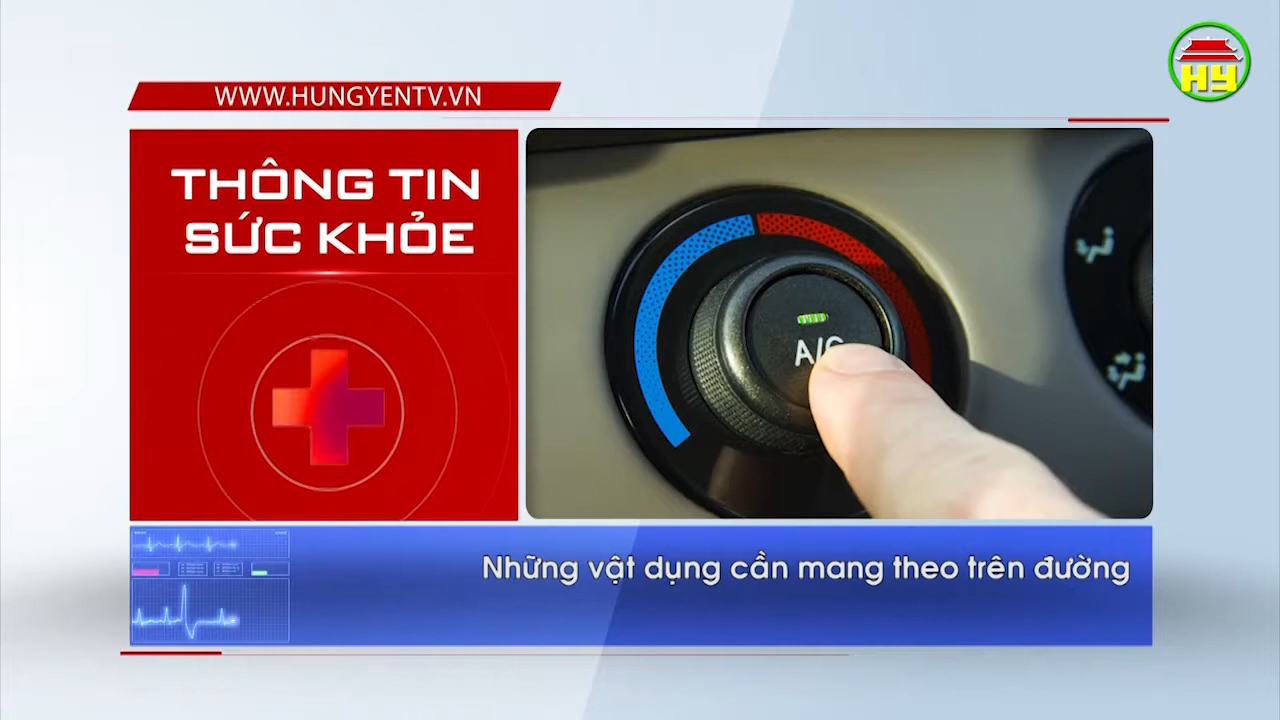 WWW.HUNGYENTV.VN
HY
THÔNG TIN
SỨC KHỎE
A/C
Những vật dụng cần mang theo trên đường